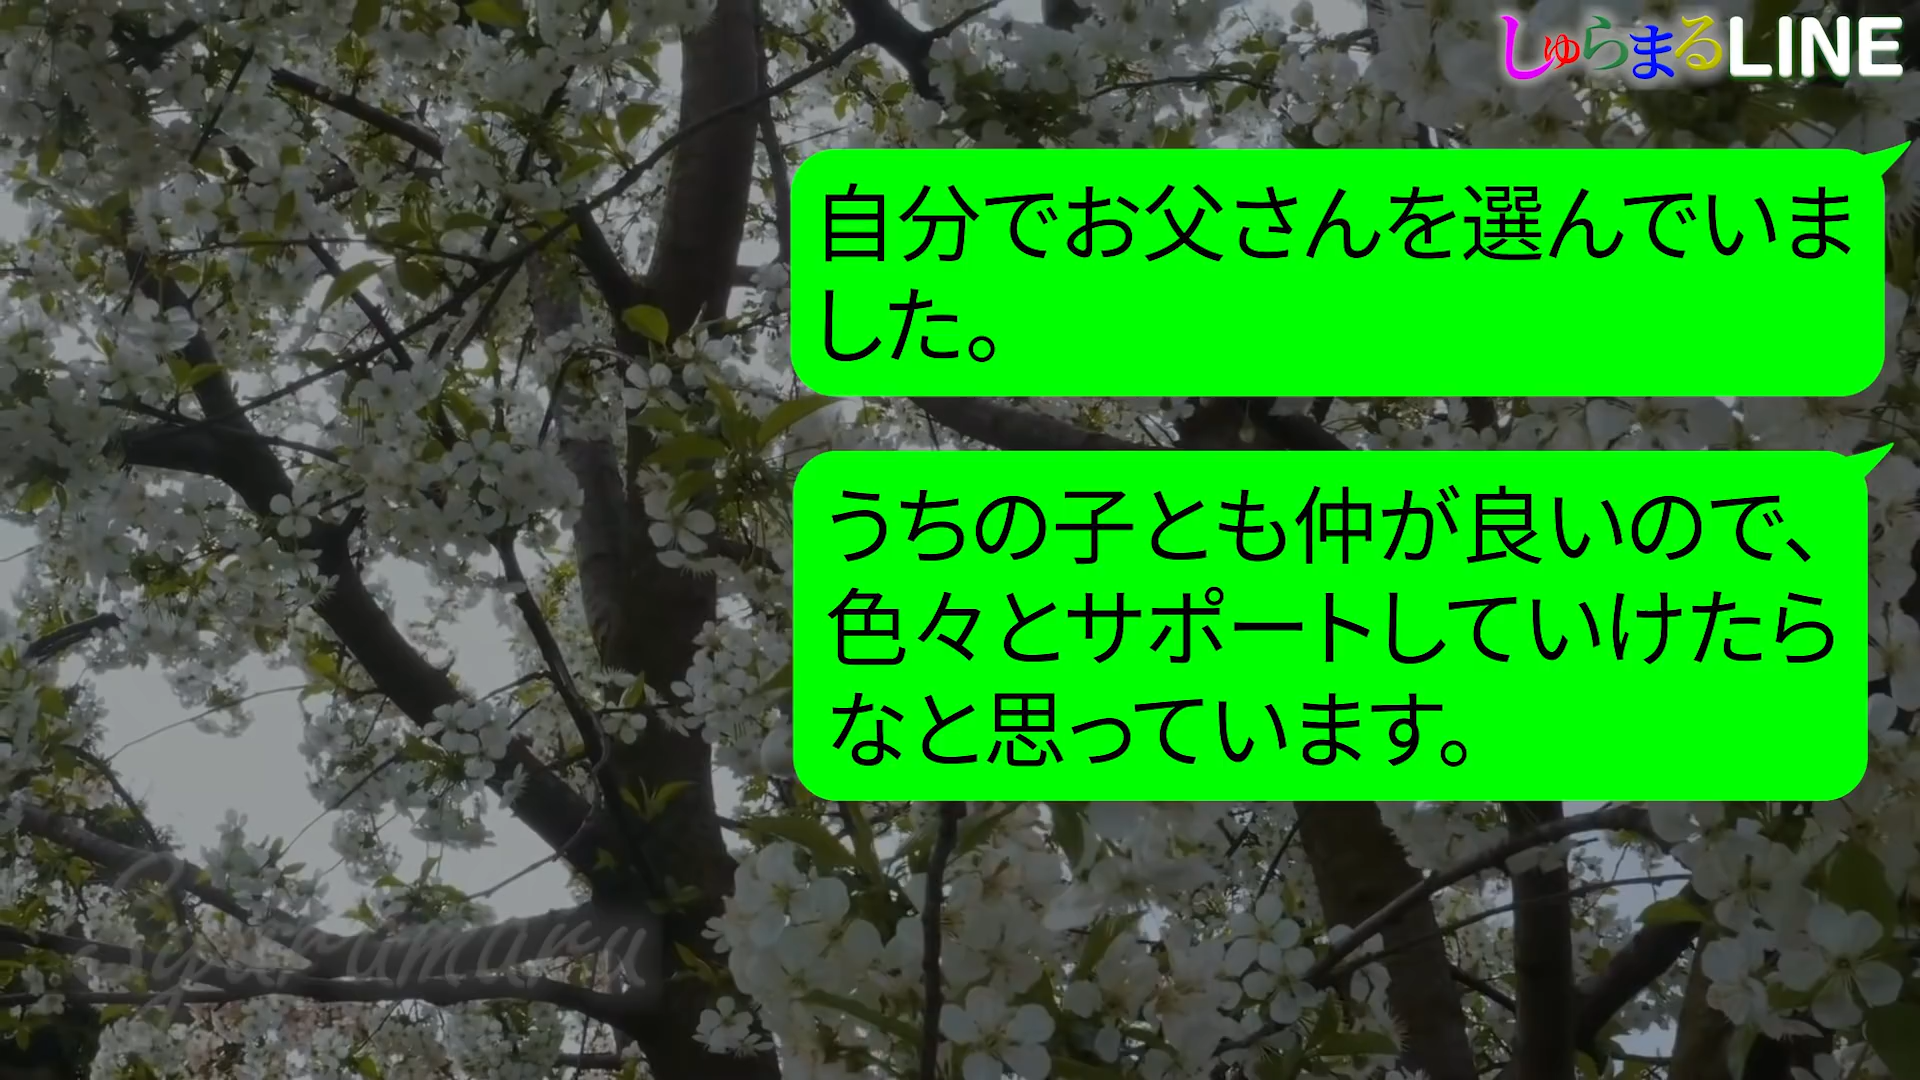 しゅらまるLINE
自分でお父さんを選んでいま
した。
うちの子とも仲が良いので、
色々とサポートしていけたら
なと思っています。
Syurumaru